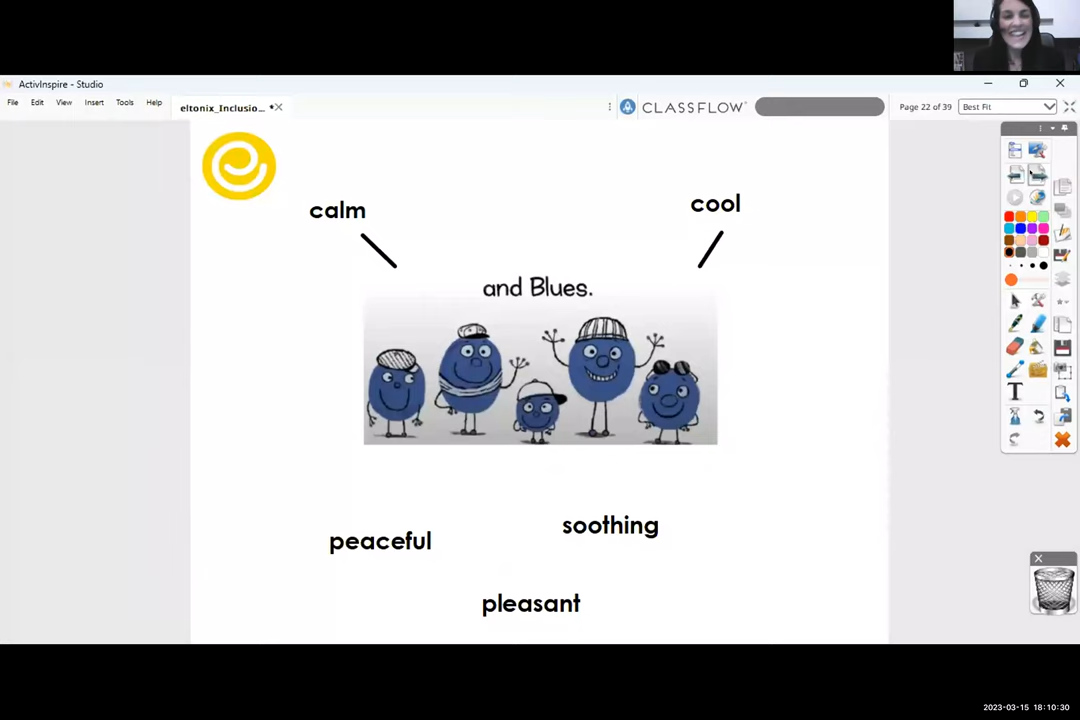 ActivInspire - Studio
File Edit View Insert Tools Help
eltonix_Inclusio... *
CLASSFLOW
Page 22 of 39
Best Fit
calm
cool
and Blues.
soothing
peaceful
pleasant
2023-03-15 18:10:30